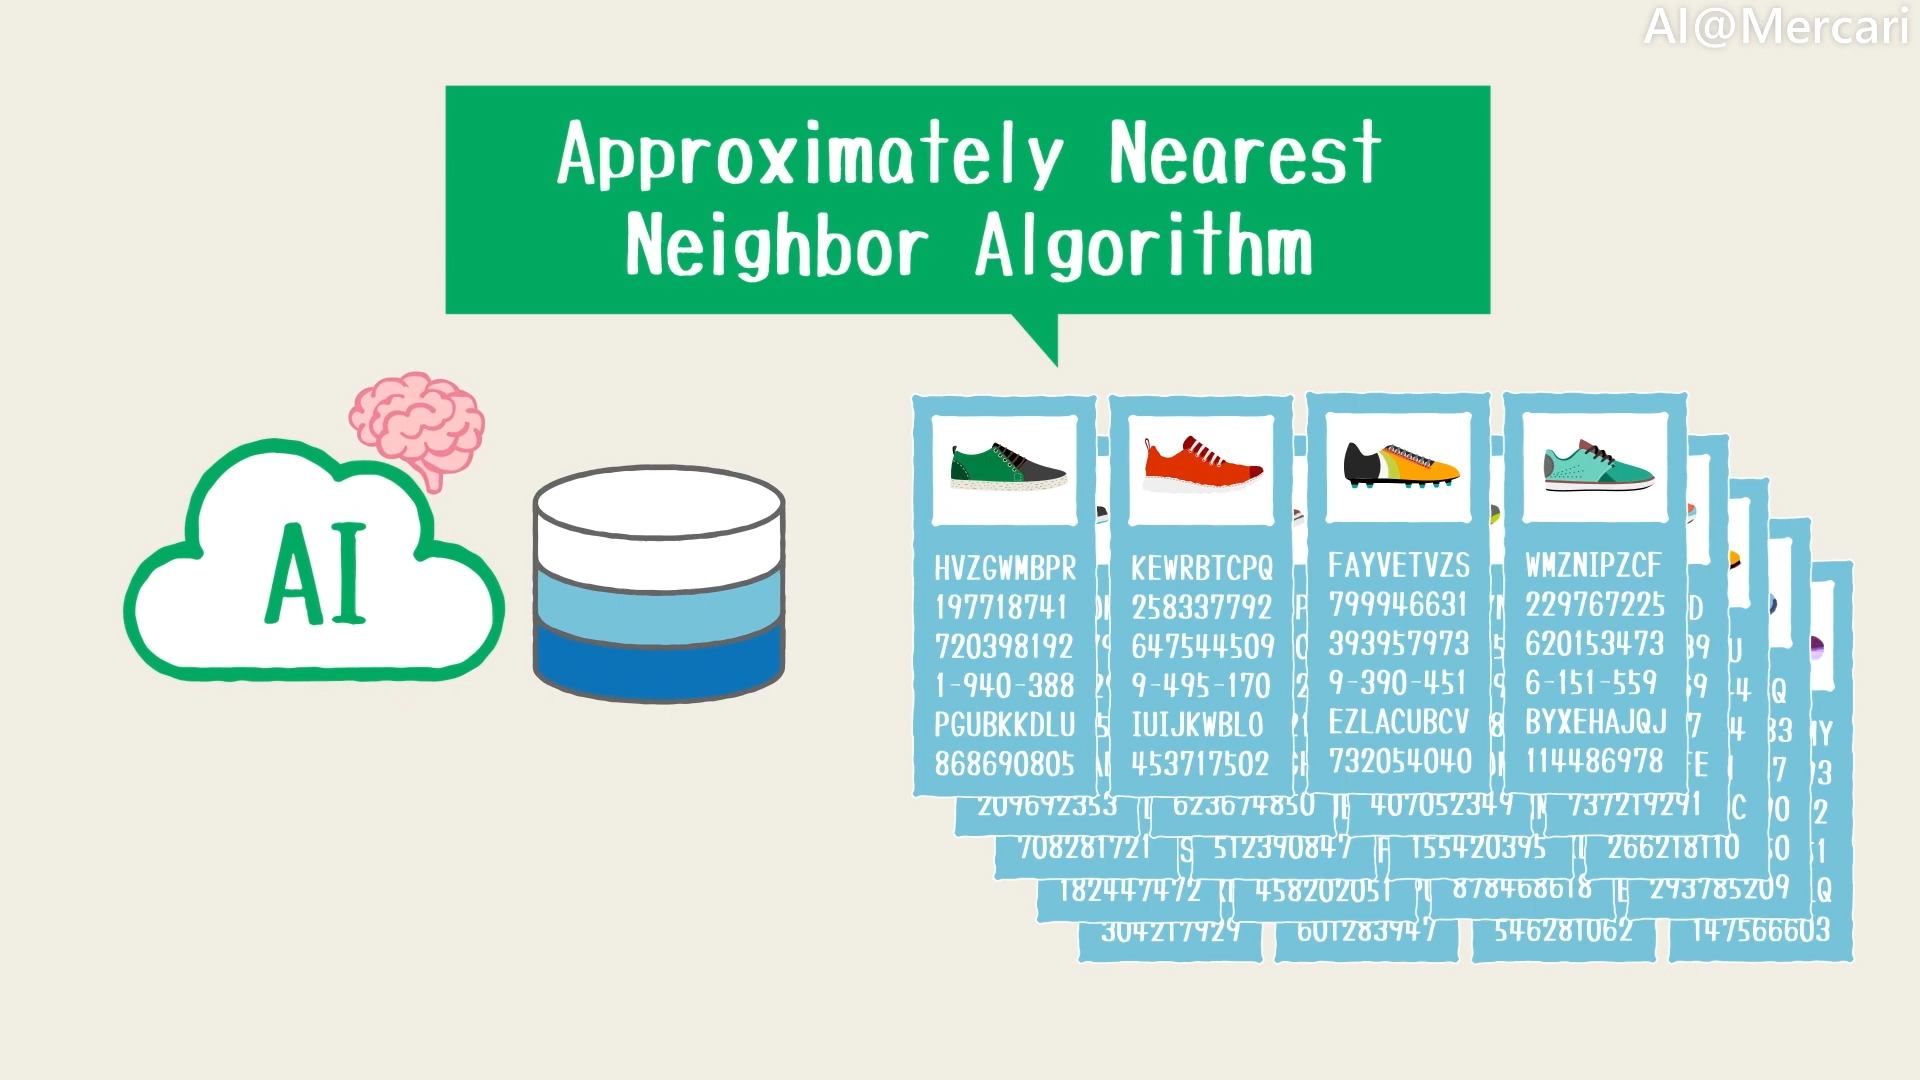 AI@Mercari
Approximately Nearest
Neighbor Algorithm
AI
HVZGWMBPR
197718741
720398192
1-940-388
PGUBKKDLU
868690805
KEWRBTCPQ
258337792
647544509
9-495-170
IUIJKWBLO
453717502
FAYVETVZS
799946631
393957973
9-390-451
EZLACUBCV
732054040
WMZNIPZCF
229767225
620153473
6-151-559
BYXEHAJQJ
114486978
209692353
623674850
407052349
737219291
708281721
512390847
155420395
266218110
182447472
458202051
878468618
293785209
304217929
601283947
546281062
147566603